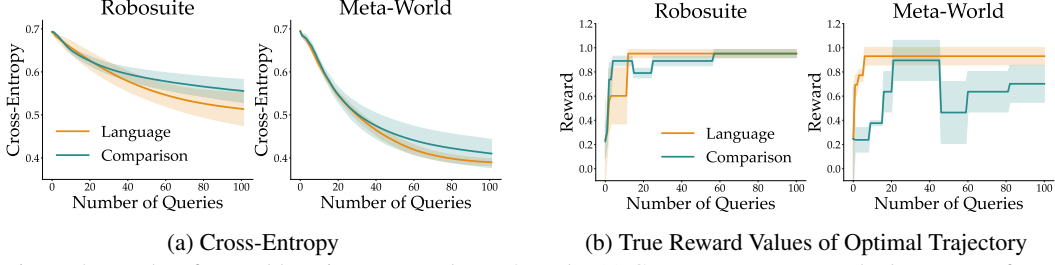 Robosuite
Cross-Entropy
0.7
0.6
0.5
0.4
Language
Comparison
0 20 40 60 80 100
Number of Queries
Meta-World
Cross-Entropy
0.7
0.6
0.5
0.4
0 20 40 60 80 100
Number of Queries
(a) Cross-Entropy
Robosuite
Reward
1.2
1.0
0.8
0.6
0.4
0.2
0.0
Language
Comparison
0 20 40 60 80 100
Number of Queries
Meta-World
Reward
1.2
1.0
0.8
0.6
0.4
0.2
0.0
0 20 40 60 80 100
Number of Queries
(b) True Reward Values of Optimal Trajectory